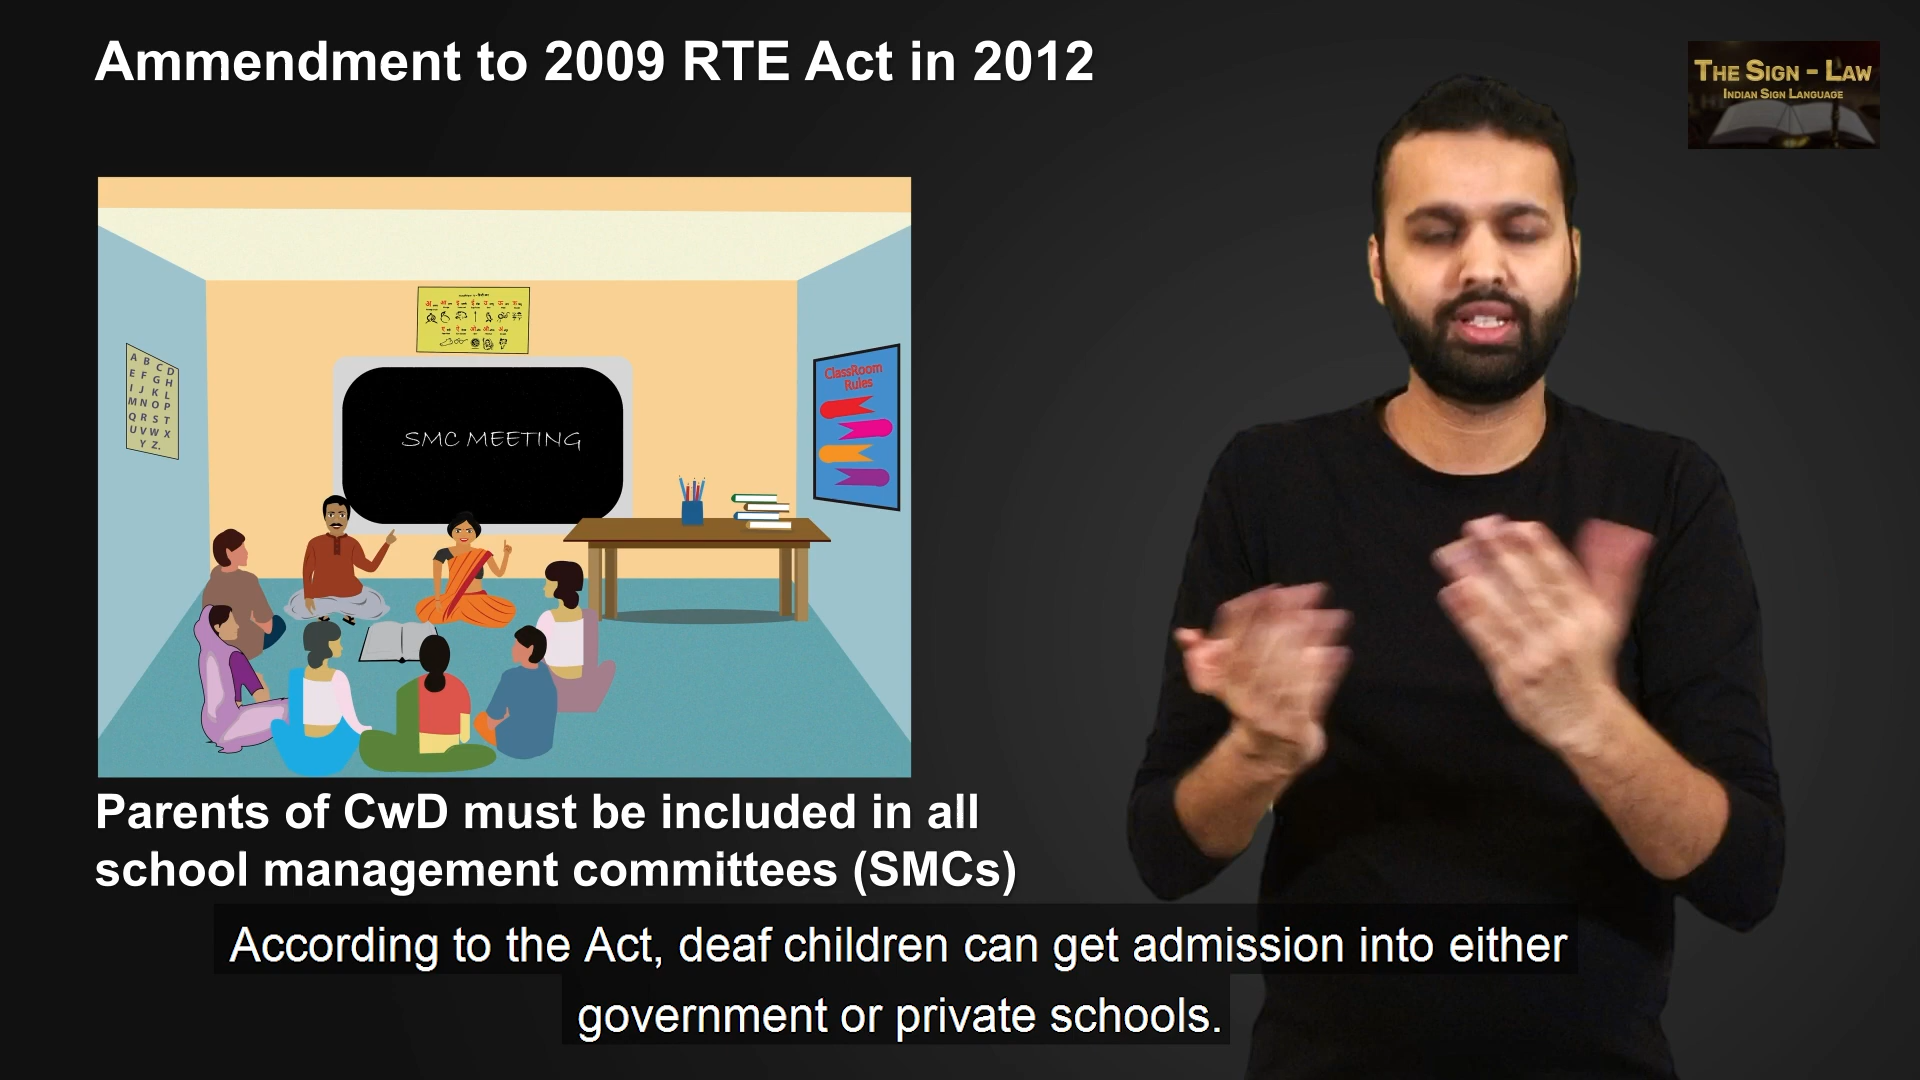 Ammendment to 2009 RTE Act in 2012
THE SIGN - LAW
INDIAN SIGN LANGUAGE
A B C D
E F G H
I J K L
M N O P
Q R S T
U V W X
Y Z.
SMC MEETING
ClassRoom
Rules
Parents of CwD must be included in all
school management committees (SMCs)
According to the Act, deaf children can get admission into either
government or private schools.